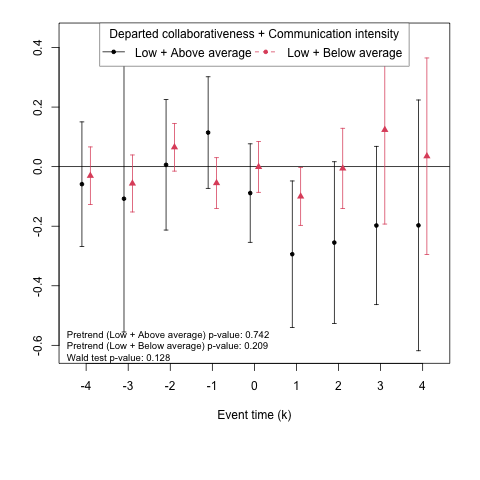 Departed collaborativeness + Communication intensity
Low + Above average Low + Below average
0.4
0.2
0.0
-0.2
-0.4
-0.6
Pretrend (Low + Above average) p-value: 0.742
Pretrend (Low + Below average) p-value: 0.209
Wald test p-value: 0.128
-4 -3 -2 -1 0 1 2 3 4
Event time (k)